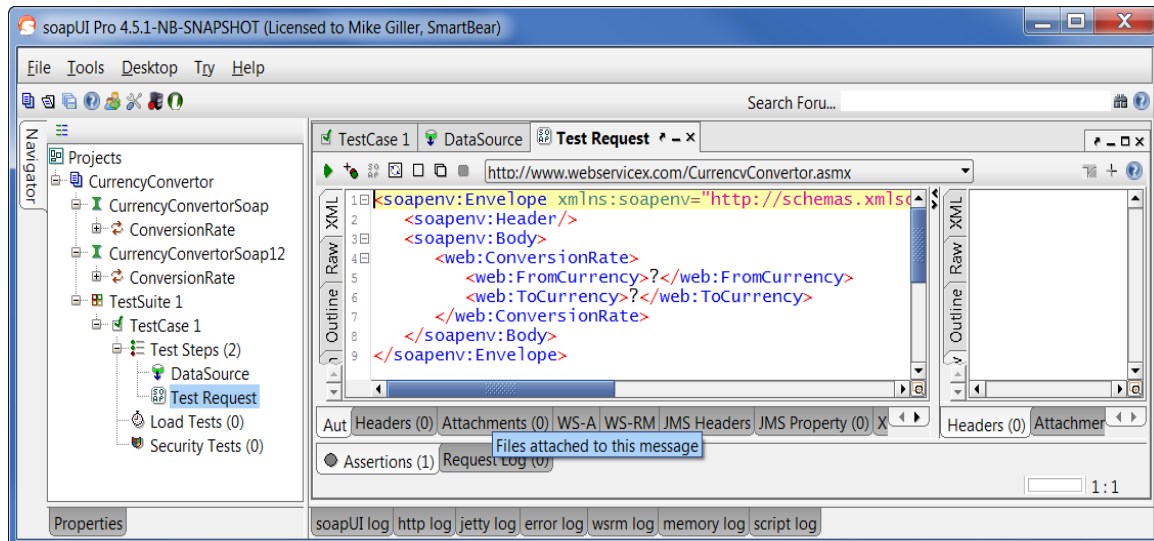 soapUI Pro 4.5.1-NB-SNAPSHOT (Licensed to Mike Giller, SmartBear)
File Tools Desktop Try Help
Search Foru...
Navigator
Projects
CurrencyConvertor
CurrencyConvertorSoap
ConversionRate
CurrencyConvertorSoap12
ConversionRate
TestSuite 1
TestCase 1
Test Steps (2)
DataSource
Test Request
Load Tests (0)
Security Tests (0)
Properties
TestCase 1 DataSource Test Request
http://www.webservicex.com/CurrencyConvertor.asmx
XML Raw Outline
1 <soapenv:Envelope xmlns:soapenv="http://schemas.xmlso
2 <soapenv:Header/>
3 <soapenv:Body>
4 <web:ConversionRate>
5 <web:FromCurrency>?</web:FromCurrency>
6 <web:ToCurrency>?</web:ToCurrency>
7 </web:ConversionRate>
8 </soapenv:Body>
9 </soapenv:Envelope>
XML Raw Outline
Aut Headers (0) Attachments (0) WS-A WS-RM JMS Headers JMS Property (0) X
Headers (0) Attachmer
Files attached to this message
Assertions (1) Request Log (0)
1:1
soapUI log http log jetty log error log wsrm log memory log script log